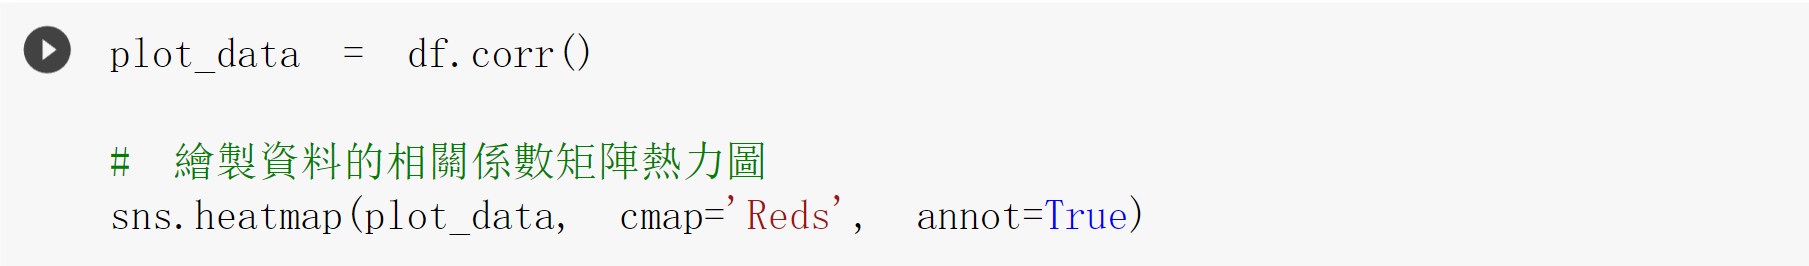 plot_data = df.corr()
# 繪製資料的相關係數矩陣熱力圖
sns.heatmap(plot_data, cmap='Reds', annot=True)